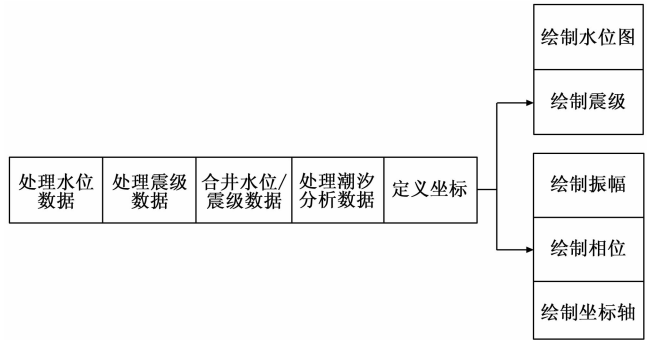 绘制水位图
绘制震级
处理水位
数据
处理震级
数据
合井水位/
震级数据
处理潮汐
分析数据
定义坐标
绘制振幅
绘制相位
绘制坐标轴